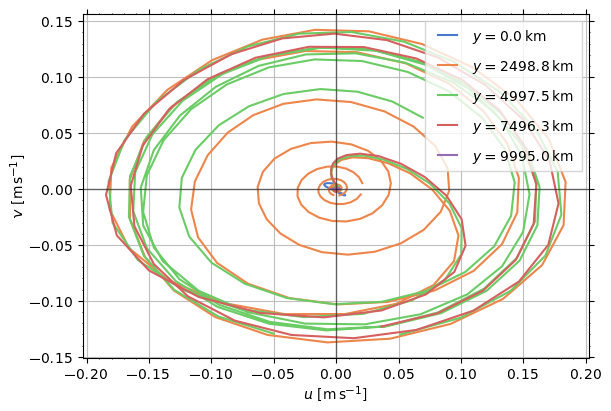 0.15
0.10
0.05
0.00
−0.05
−0.10
−0.15
v [m s⁻¹]
y = 0.0 km
y = 2498.8 km
y = 4997.5 km
y = 7496.3 km
y = 9995.0 km
−0.20 −0.15 −0.10 −0.05 0.00 0.05 0.10 0.15 0.20
u [m s⁻¹]